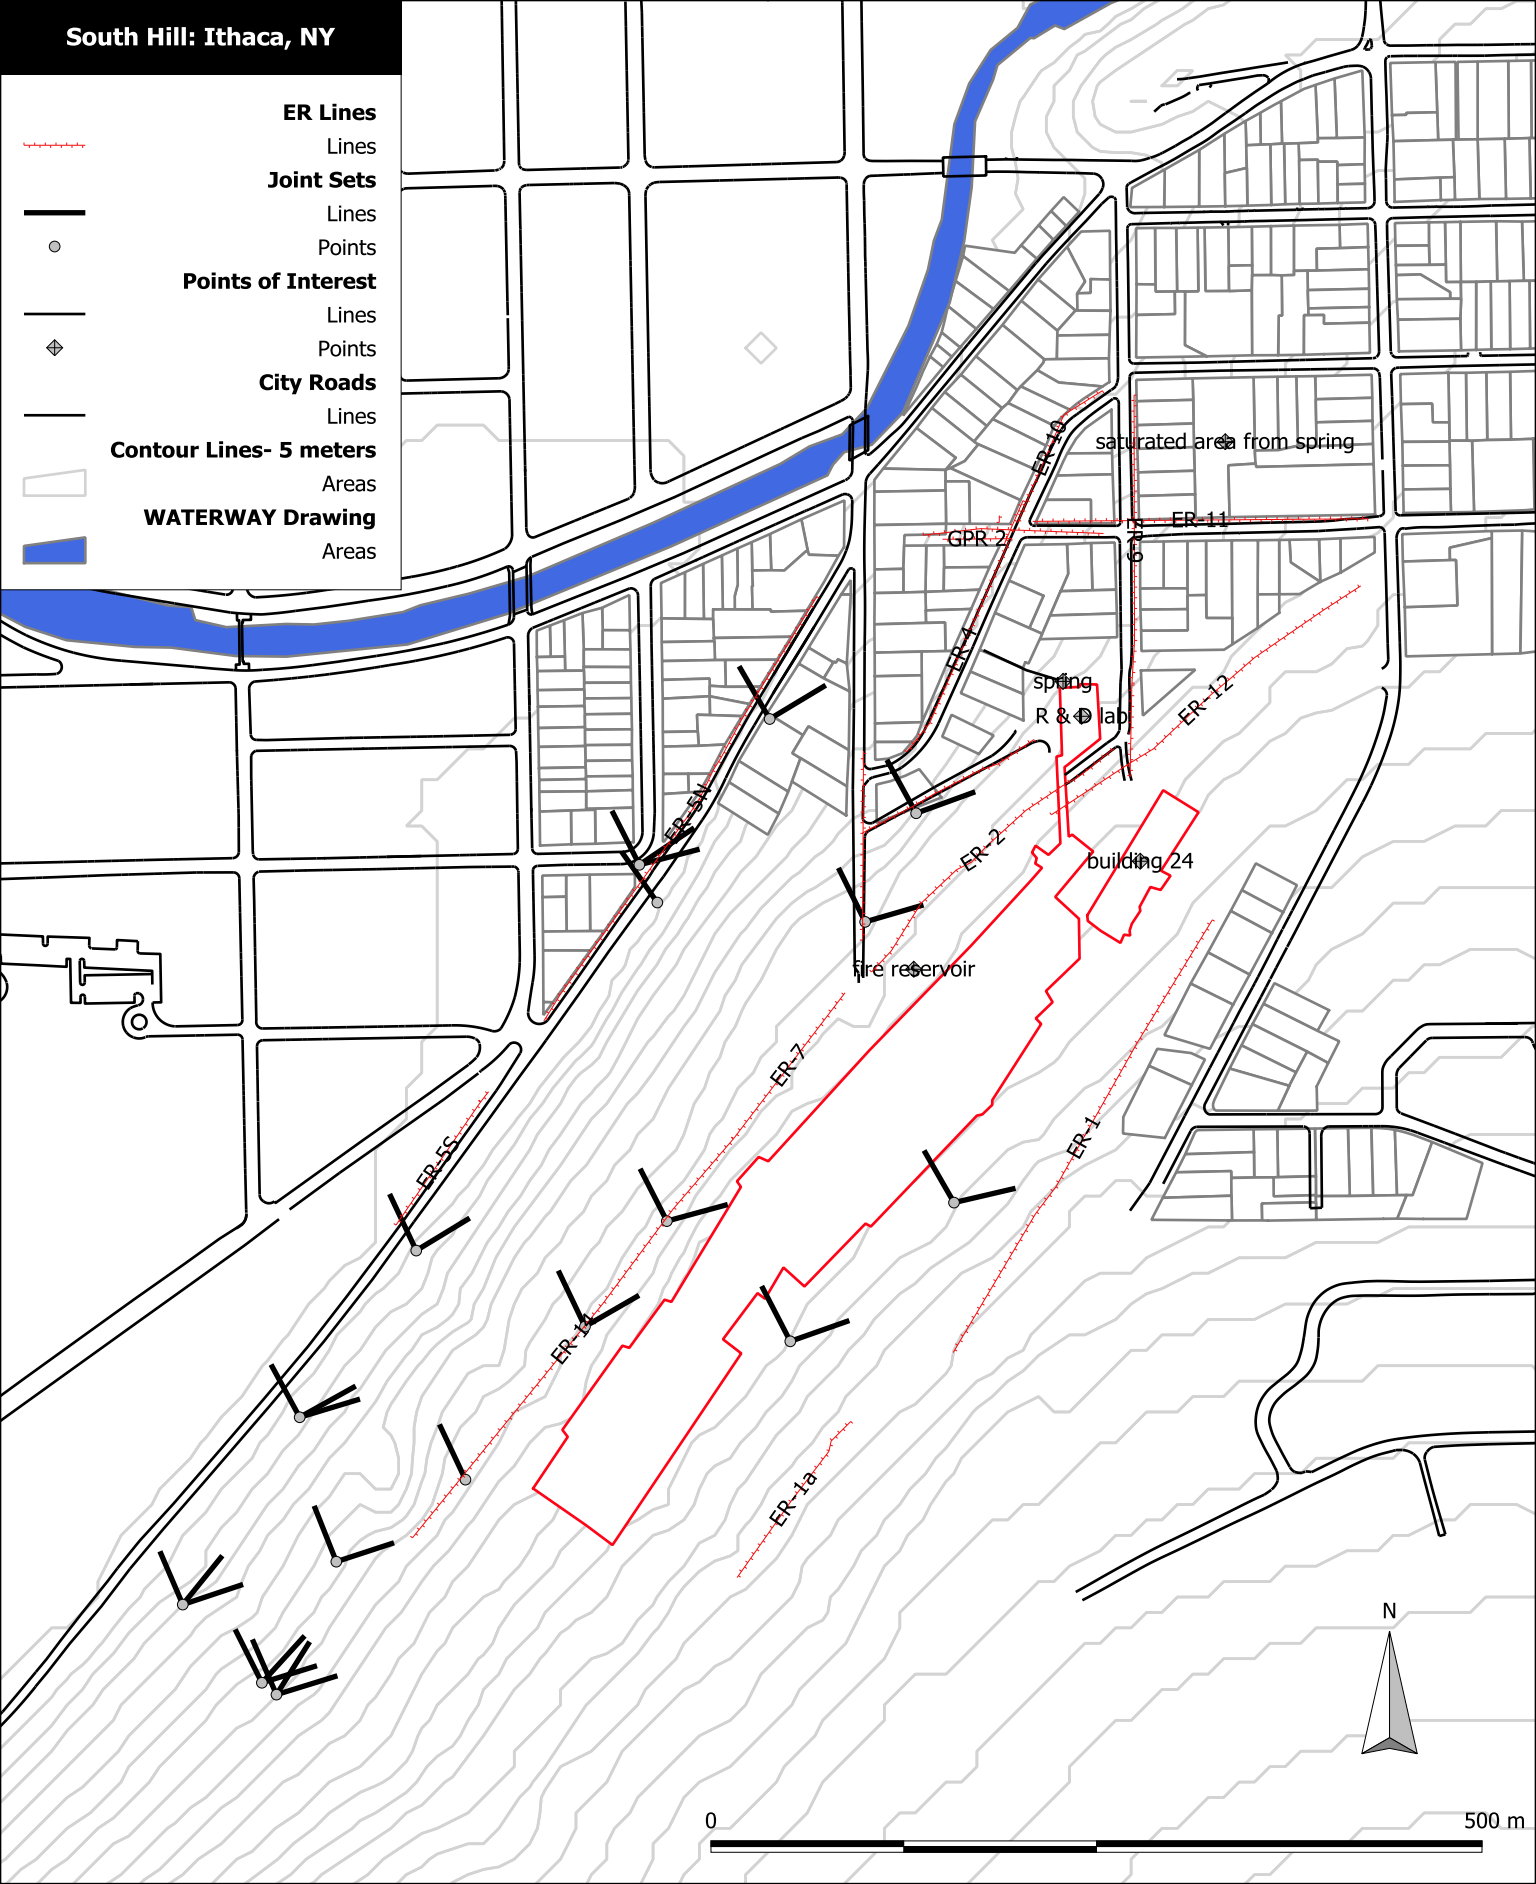 South Hill: Ithaca, NY
ER Lines
Lines
Joint Sets
Lines
Points
Points of Interest
Lines
Points
City Roads
Lines
Contour Lines- 5 meters
Areas
WATERWAY Drawing
Areas
ER-10
saturated area from spring
ER-11
GPR 2
ER-9
ER-4
spring
ER-12
R & D lab
ER-5N
ER-2
building 24
fire reservoir
ER-7
ER-1
ER-5S
ER-1a
N
0
500 m